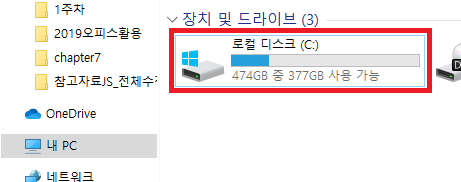 1주차
2019오피스활용
chapter7
참고자료JS_전체수정
OneDrive
내 PC
네트워크
장치 및 드라이브 (3)
로컬 디스크 (C:)
474GB 중 377GB 사용 가능
D